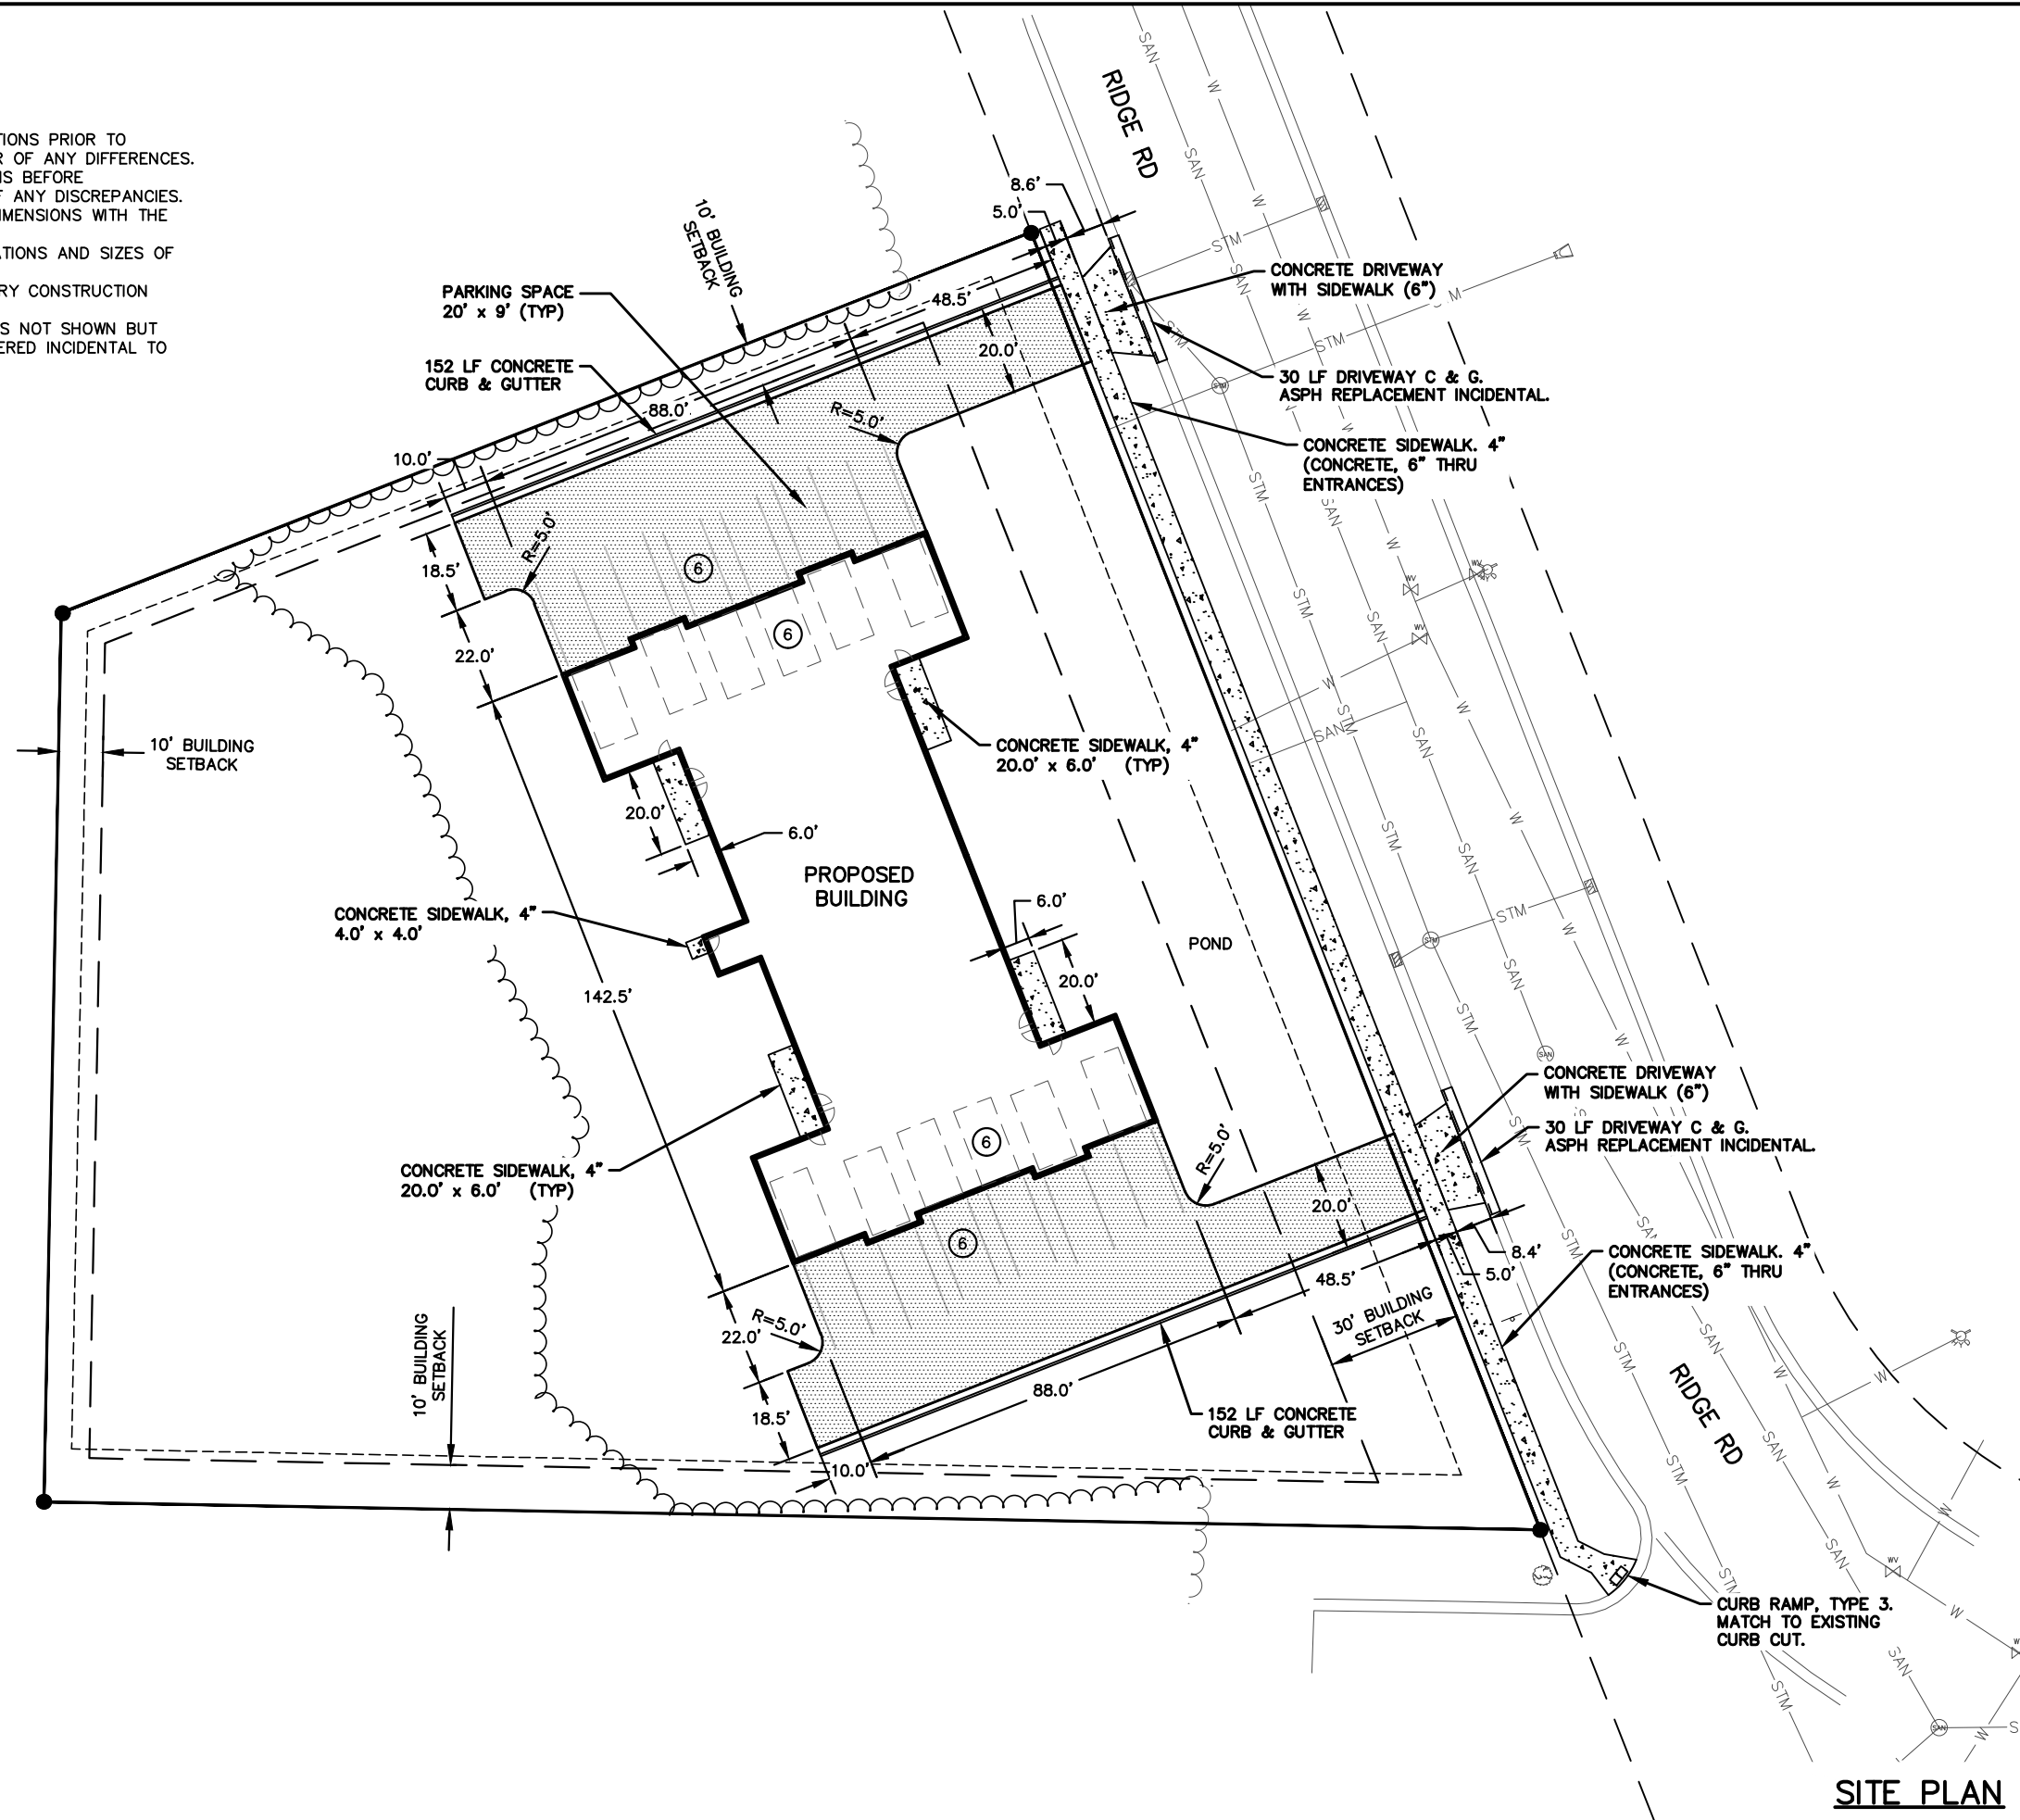 TIONS PRIOR TO
R OF ANY DIFFERENCES.
IS BEFORE
F ANY DISCREPANCIES.
IMENSIONS WITH THE
ATIONS AND SIZES OF
RY CONSTRUCTION
S NOT SHOWN BUT
ERED INCIDENTAL TO
RIDGE RD
8.6'
5.0'
10' BUILDING
SETBACK
PARKING SPACE
20' x 9' (TYP)
152 LF CONCRETE
CURB & GUTTER
48.5'
20.0'
88.0'
R=5.0'
10.0'
CONCRETE DRIVEWAY
WITH SIDEWALK (6")
30 LF DRIVEWAY C & G.
ASPH REPLACEMENT INCIDENTAL.
CONCRETE SIDEWALK. 4"
(CONCRETE, 6" THRU
ENTRANCES)
R=5.0'
18.5'
22.0'
6
6
10' BUILDING
SETBACK
CONCRETE SIDEWALK, 4"
20.0' x 6.0' (TYP)
20.0'
6.0'
PROPOSED
BUILDING
CONCRETE SIDEWALK, 4"
4.0' x 4.0'
6.0'
20.0'
POND
142.5'
CONCRETE SIDEWALK, 4"
20.0' x 6.0' (TYP)
6
6
R=5.0'
20.0'
CONCRETE DRIVEWAY
WITH SIDEWALK (6")
30 LF DRIVEWAY C & G.
ASPH REPLACEMENT INCIDENTAL.
8.4'
5.0'
CONCRETE SIDEWALK. 4"
(CONCRETE, 6" THRU
ENTRANCES)
48.5'
30' BUILDING
SETBACK
10' BUILDING
SETBACK
R=5.0'
22.0'
18.5'
88.0'
10.0'
152 LF CONCRETE
CURB & GUTTER
RIDGE RD
CURB RAMP, TYPE 3.
MATCH TO EXISTING
CURB CUT.
SAN
W
STM
WV
SITE PLAN